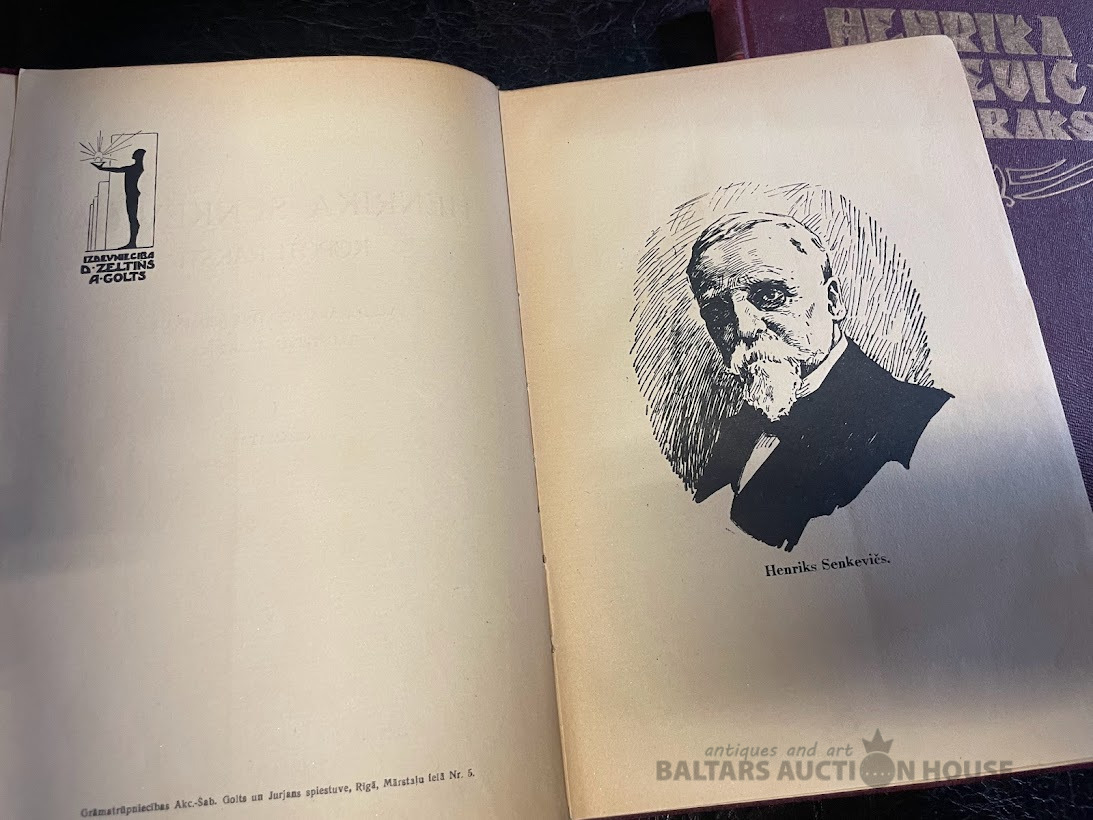 IZDEVNIECĪBA
D·ZELTIŅŠ
A·GOLTS
Grāmatrūpniecības Akc.-Sab. Golts un Jurjans spiestuve, Rīgā, Mārstaļu ielā Nr. 5.
Henriks Senkevičs.
HENRIKA
EVIC
RAKS
antiques and art
BALTARS AUCTION HOUSE